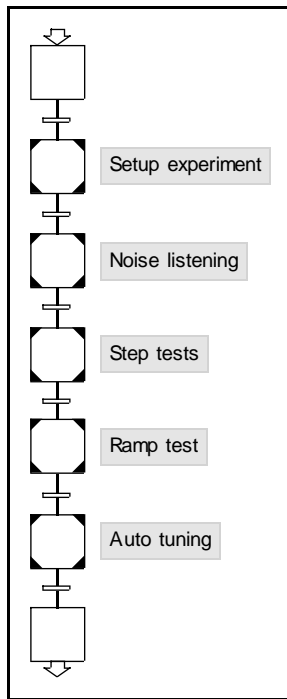 Setup experiment
Noise listening
Step tests
Ramp test
Auto tuning